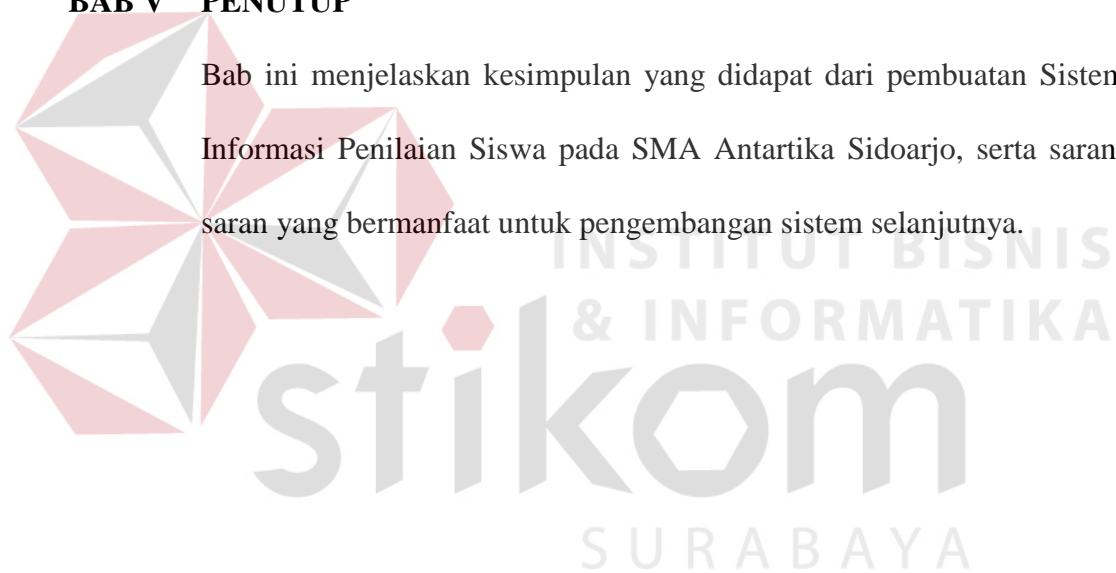 BAB V PENUTUP
Bab ini menjelaskan kesimpulan yang didapat dari pembuatan Sistem
Informasi Penilaian Siswa pada SMA Antartika Sidoarjo, serta saran
saran yang bermanfaat untuk pengembangan sistem selanjutnya.
INSTITUT BISNIS
& INFORMATIKA
stikom
SURABAYA